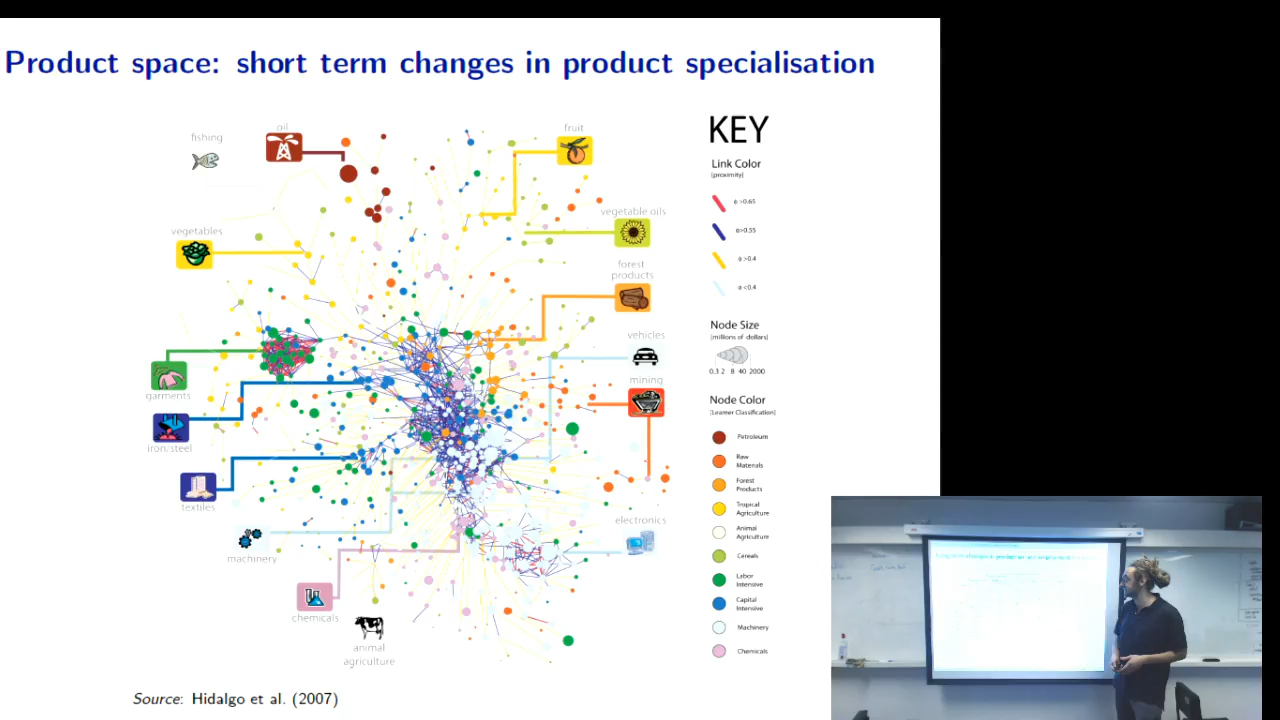 Product space: short term changes in product specialisation
fishing
oil
fruit
vegetables
vegetable oils
forest
products
vehicles
mining
garments
iron/steel
textiles
machinery
electronics
chemicals
animal
agriculture
KEY
Link Color
(proximity)
ø >0.65
ø>0.55
ø >0.4
ø <0.4
Node Size
(millions of dollars)
0.3 2 8 40 2000
Node Color
(Leamer Classification)
Petroleum
Raw
Materials
Forest
Products
Tropical
Agriculture
Animal
Agriculture
Cereals
Labor
Intensive
Capital
Intensive
Machinery
Chemicals
Source: Hidalgo et al. (2007)